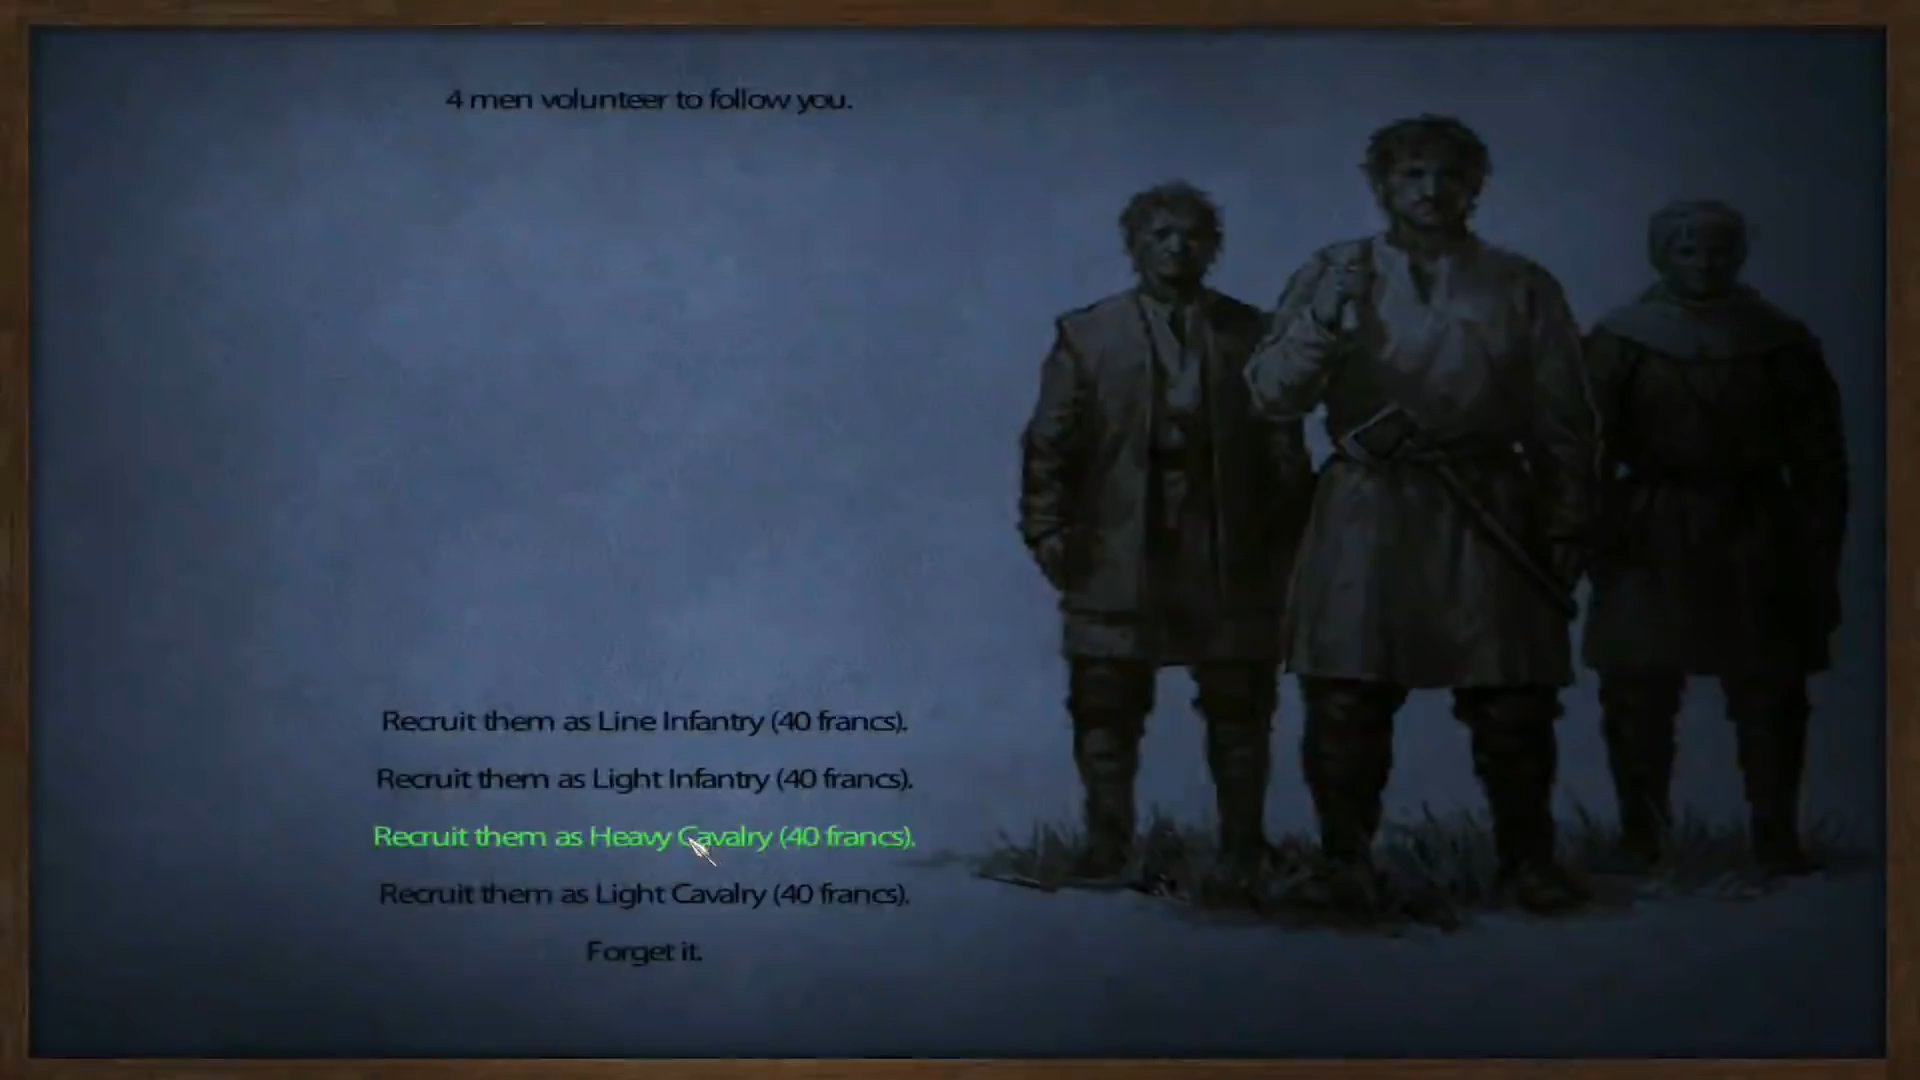 4 men volunteer to follow you.
Recruit them as Line Infantry (40 francs).
Recruit them as Light Infantry (40 francs).
Recruit them as Heavy Cavalry (40 francs).
Recruit them as Light Cavalry (40 francs).
Forget it.